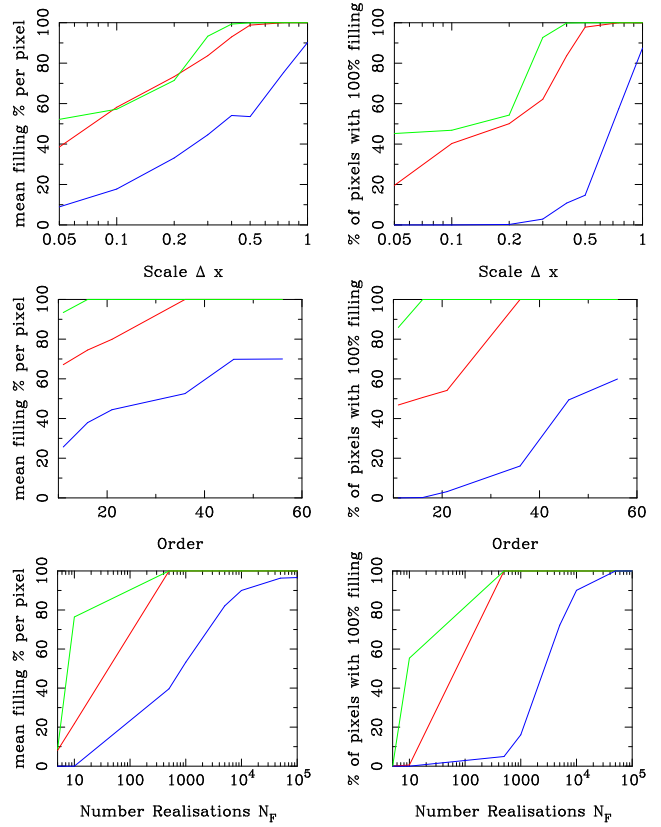 mean filling % per pixel
100
80
60
40
20
0
0.05 0.1 0.2 0.5 1
Scale Δ x
% of pixels with 100% filling
100
80
60
40
20
0
0.05 0.1 0.2 0.5 1
Scale Δ x
mean filling % per pixel
100
80
60
40
20
0
20 40 60
Order
% of pixels with 100% filling
100
80
60
40
20
0
20 40 60
Order
mean filling % per pixel
100
80
60
40
20
0
10 100 1000 10⁴ 10⁵
Number Realisations N_F
% of pixels with 100% filling
100
80
60
40
20
0
10 100 1000 10⁴ 10⁵
Number Realisations N_F